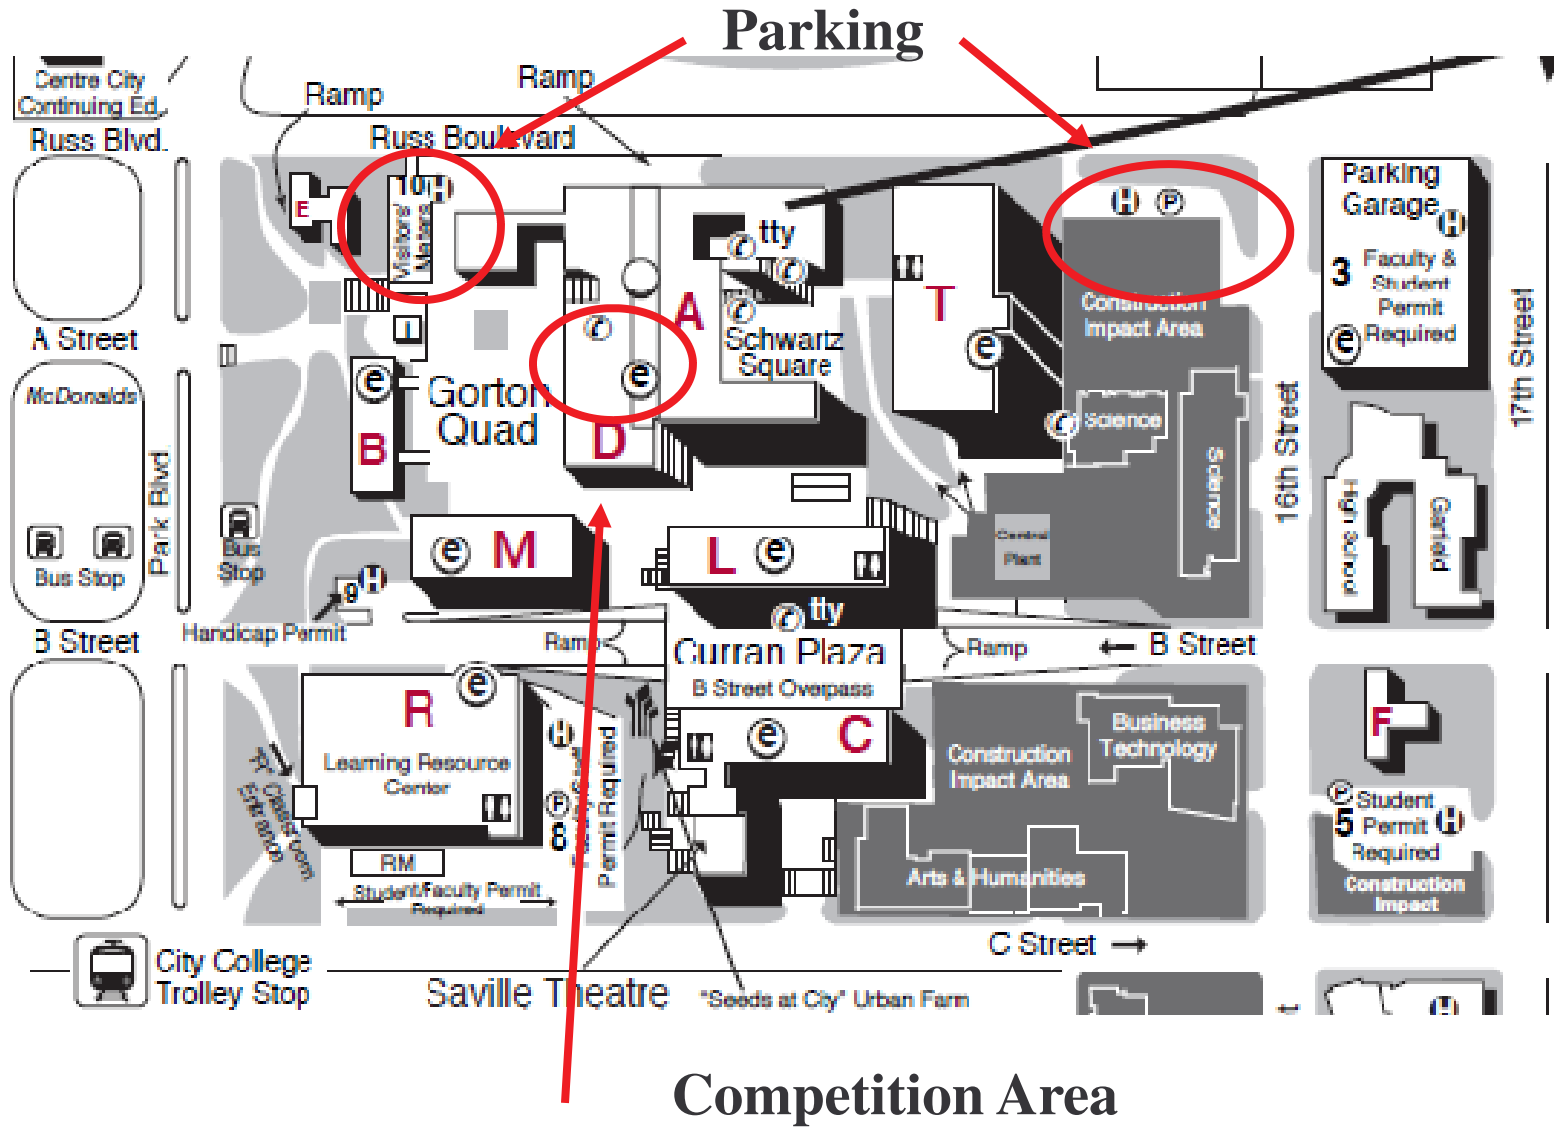 Parking
Centre City
Continuing Ed.
Ramp
Ramp
Russ Blvd.
Russ Boulevard
10
H
Visitors'
Meters
E
tty
A
Schwartz
Square
T
H
P
Construction
Impact Area
Parking
Garage
H
3
Faculty &
Student
Permit
Required
e
17th Street
A Street
I
e
B
Gorton
Quad
e
D
e
Science
Science
16th Street
High School
Garfield
McDonalds
Park Blvd.
Bus Stop
Bus
Stop
e
M
L
e
Central
Plant
tty
9
H
Handicap Permit
B Street
Ramp
Curran Plaza
B Street Overpass
Ramp
B Street
R
e
Learning Resource
Center
H
P
8
Permit Required
"R" Classroom
Entrance
RM
Student/Faculty Permit
Required
e
C
Construction
Impact Area
Business
Technology
Arts & Humanities
F
P
Student
5
Permit
H
Required
Construction
Impact
C Street
City College
Trolley Stop
Saville Theatre
"Seeds at City" Urban Farm
H
Competition Area